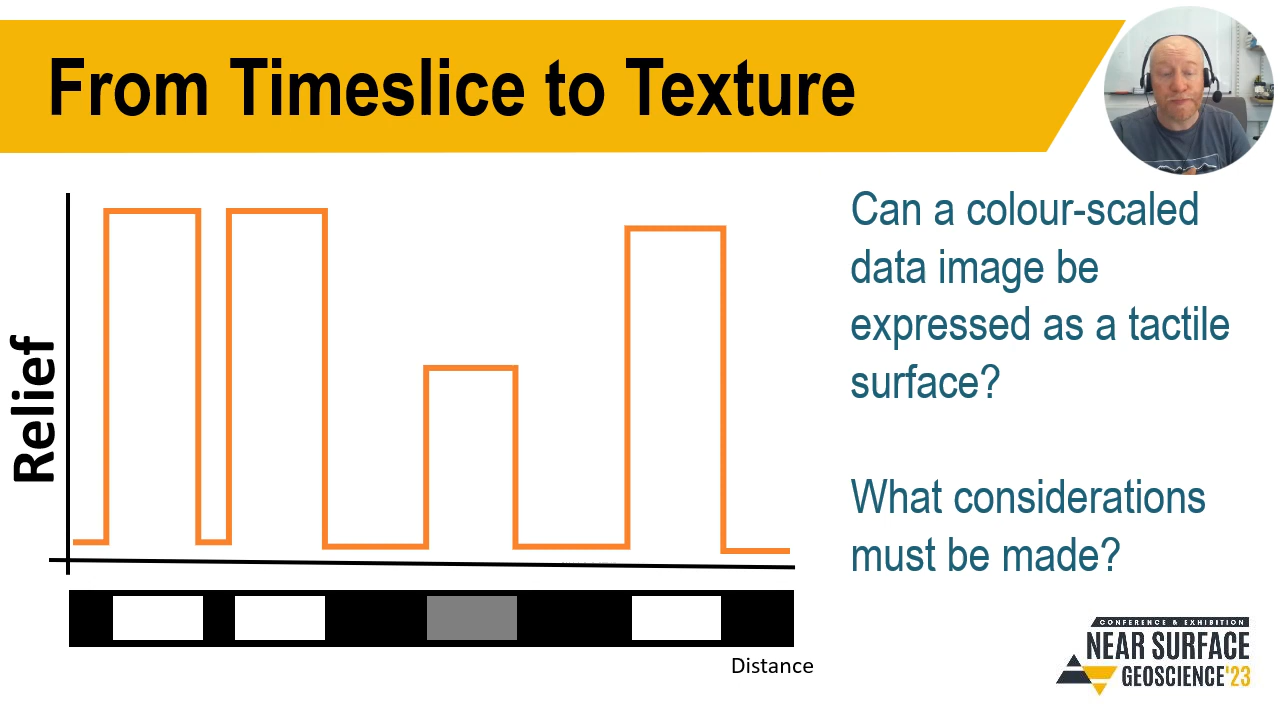 From Timeslice to Texture
Can a colour-scaled
data image be
expressed as a tactile
surface?
What considerations
must be made?
Relief
Distance
CONFERENCE & EXHIBITION
NEAR SURFACE
GEOSCIENCE'23